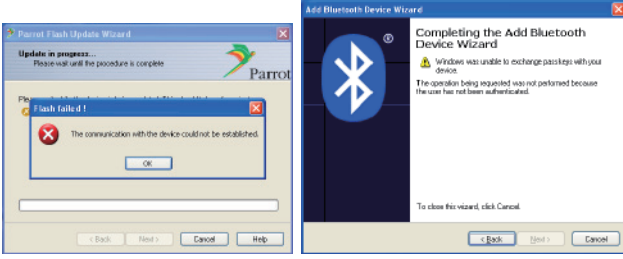 Parrot Flash Update Wizard
Update in progress...
Please wait until the procedure is complete
Parrot
Flash failed !
The communication with the device could not be established.
OK
< Back
Next >
Cancel
Help
Add Bluetooth Device Wizard
Completing the Add Bluetooth
Device Wizard
Windows was unable to exchange passkeys with your
device.
The operation being requested was not performed because
the user has not been authenticated.
To close this wizard, click Cancel.
< Back
Next >
Cancel